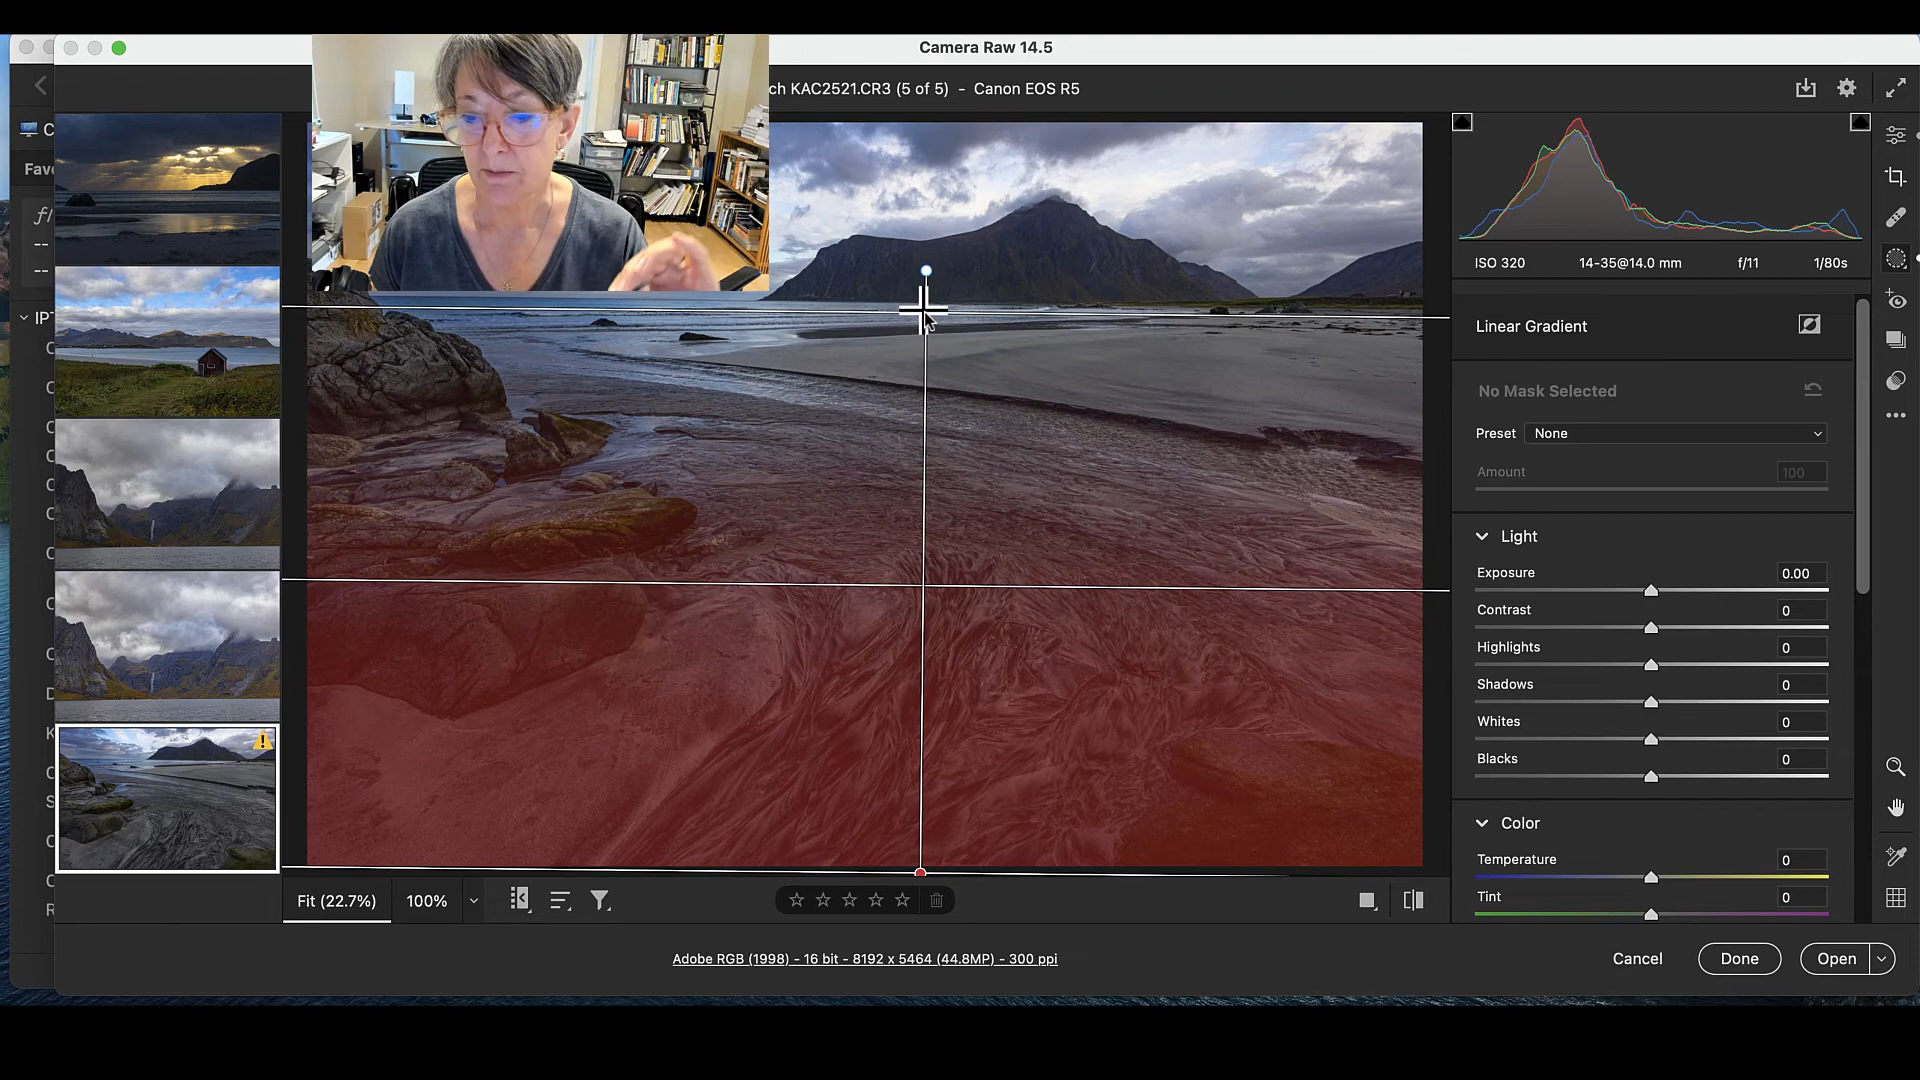 Camera Raw 14.5
ch KAC2521.CR3 (5 of 5) - Canon EOS R5
C
Fav
f/
--
--
IPT
C
C
C
C
C
C
C
C
C
D
K
C
S
C
C
R
ISO 320
14-35@14.0 mm
f/11
1/80s
Linear Gradient
No Mask Selected
Preset
None
Amount
100
Light
Exposure
0.00
Contrast
0
Highlights
0
Shadows
0
Whites
0
Blacks
0
Color
Temperature
0
Tint
0
Fit (22.7%)
100%
Adobe RGB (1998) - 16 bit - 8192 x 5464 (44.8MP) - 300 ppi
Cancel
Done
Open